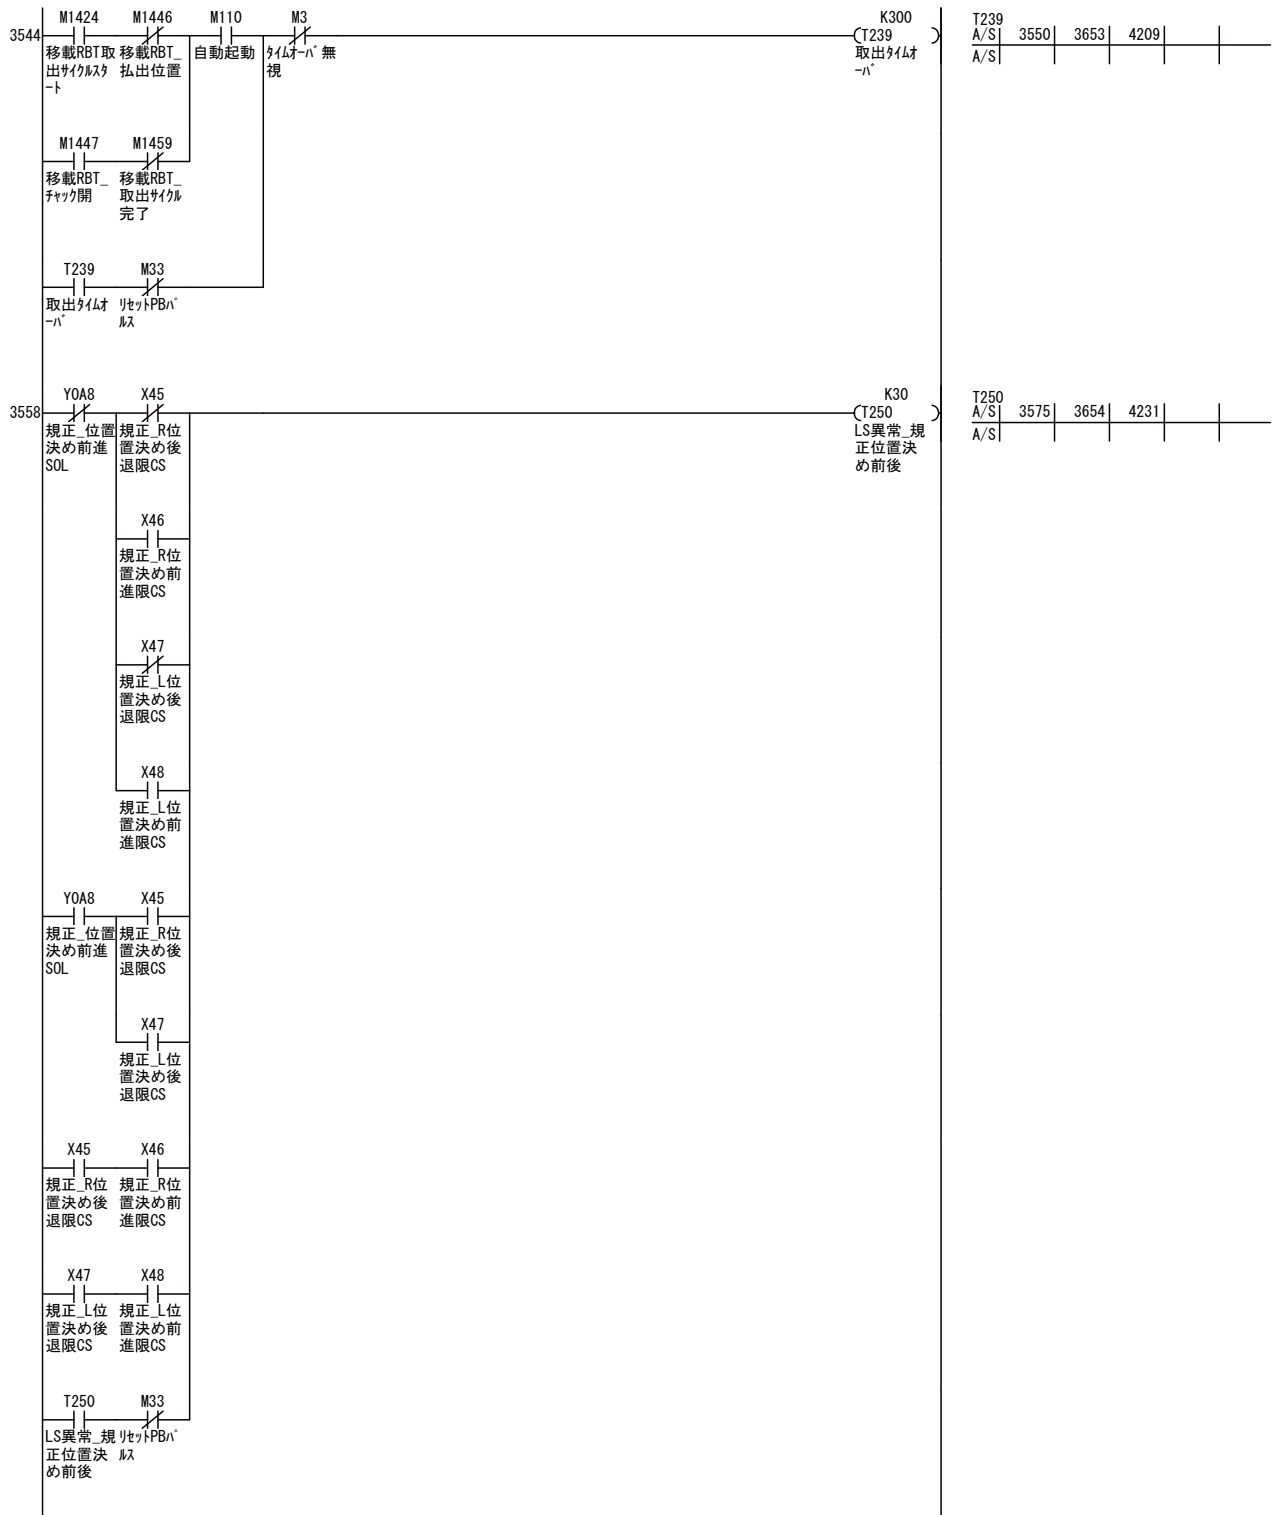 M1424 M1446 M110 M3 K300
3544 (T239 )
移載RBT取 移載RBT_ 自動起動 ﾀｲﾑｵｰﾊﾞ無 取出ﾀｲﾑｵ
出ｻｲｸﾙｽﾀ 払出位置 視 ｰﾊﾞ
ｰﾄ
T239
A/S 3550 3653 4209
A/S
M1447 M1459
移載RBT_ 移載RBT_
ﾁｬｯｸ開 取出ｻｲｸﾙ
完了
T239 M33
取出ﾀｲﾑｵ ﾘｾｯﾄPBﾊﾟ
ｰﾊﾞ ﾙｽ
Y0A8 X45 K30
3558 (T250 )
規正_位置 規正_R位 LS異常_規
決め前進 置決め後 正位置決
SOL 退限CS め前後
T250
A/S 3575 3654 4231
A/S
X46
規正_R位
置決め前
進限CS
X47
規正_L位
置決め後
退限CS
X48
規正_L位
置決め前
進限CS
Y0A8 X45
規正_位置 規正_R位
決め前進 置決め後
SOL 退限CS
X47
規正_L位
置決め後
退限CS
X45 X46
規正_R位 規正_R位
置決め後 置決め前
退限CS 進限CS
X47 X48
規正_L位 規正_L位
置決め後 置決め前
退限CS 進限CS
T250 M33
LS異常_規 ﾘｾｯﾄPBﾊﾟ
正位置決 ﾙｽ
め前後